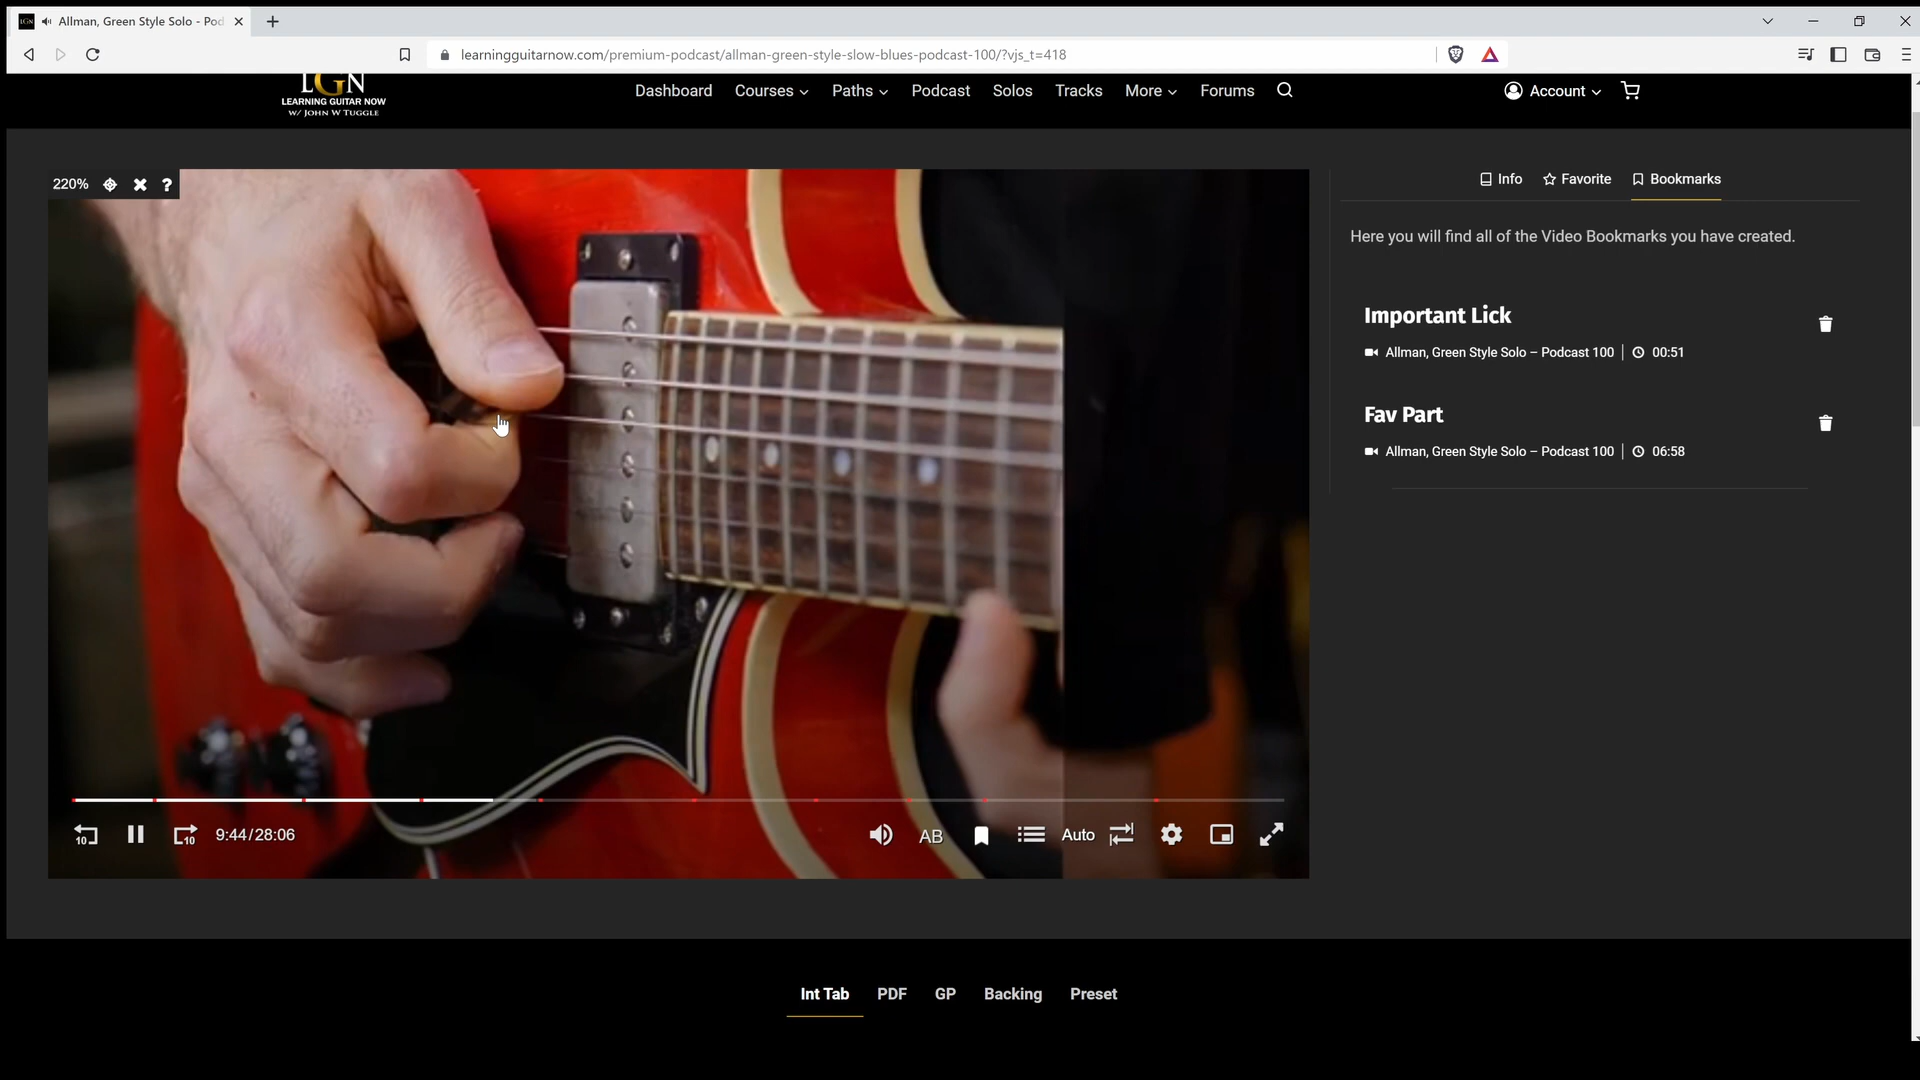 LGN
Allman, Green Style Solo - Pod
learningguitarnow.com/premium-podcast/allman-green-style-slow-blues-podcast-100/?vjs_t=418
LGN
LEARNING GUITAR NOW
W/ JOHN W TUGGLE
Dashboard Courses Paths Podcast Solos Tracks More Forums Account
220% ?
Info Favorite Bookmarks
Here you will find all of the Video Bookmarks you have created.
Important Lick
Allman, Green Style Solo – Podcast 100 | 00:51
Fav Part
Allman, Green Style Solo – Podcast 100 | 06:58
10 10 9:44/28:06 AB Auto
Int Tab PDF GP Backing Preset